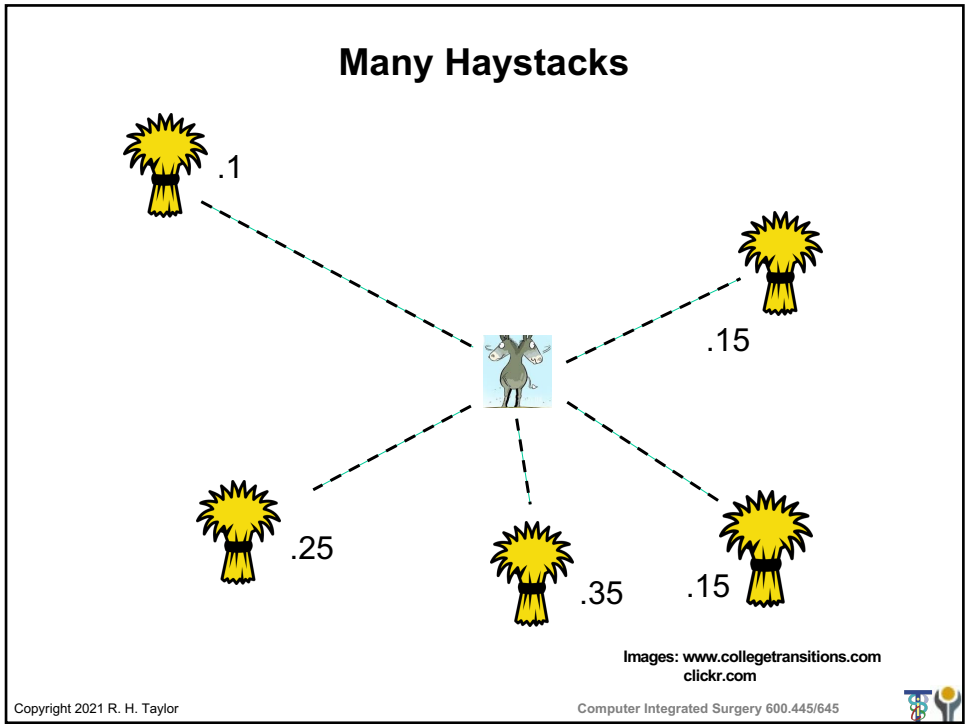 Many Haystacks
.1
.15
.25
.35
.15
Images: www.collegetransitions.com
clickr.com
Copyright 2021 R. H. Taylor
Computer Integrated Surgery 600.445/645